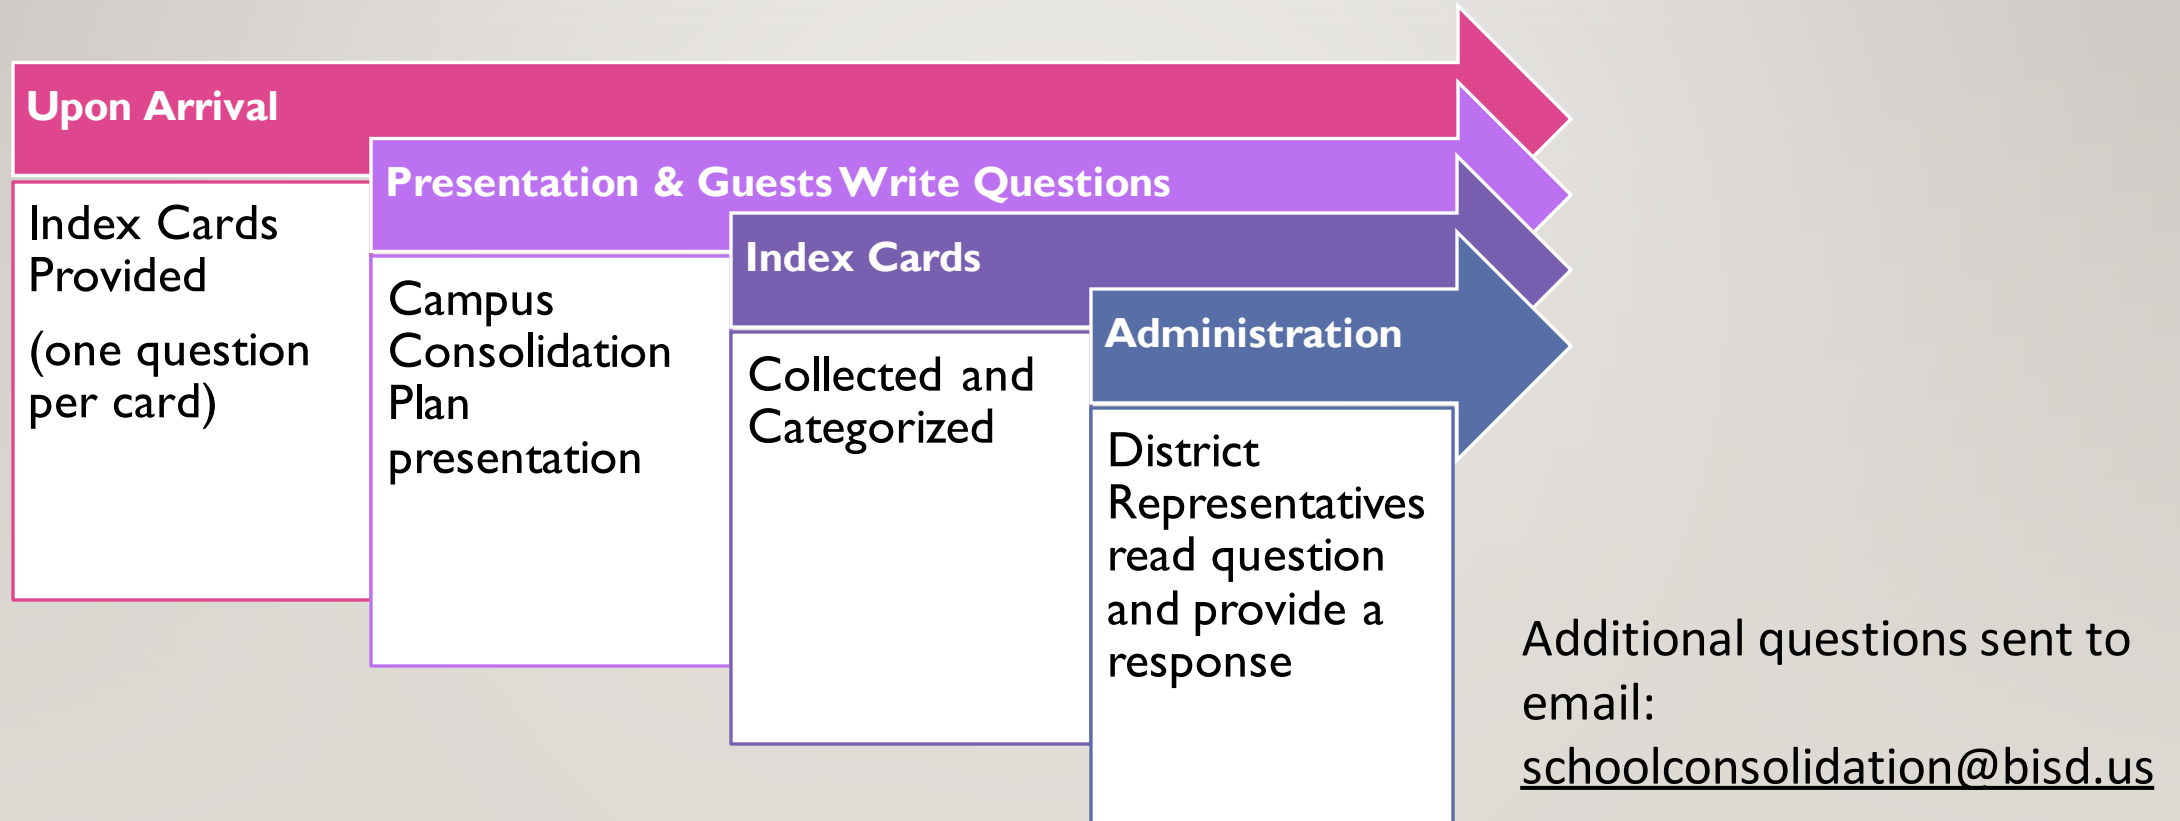 Upon Arrival
Index Cards
Provided
(one question
per card)
Presentation & Guests Write Questions
Campus
Consolidation
Plan
presentation
Index Cards
Collected and
Categorized
Administration
District
Representatives
read question
and provide a
response
Additional questions sent to
email:
schoolconsolidation@bisd.us